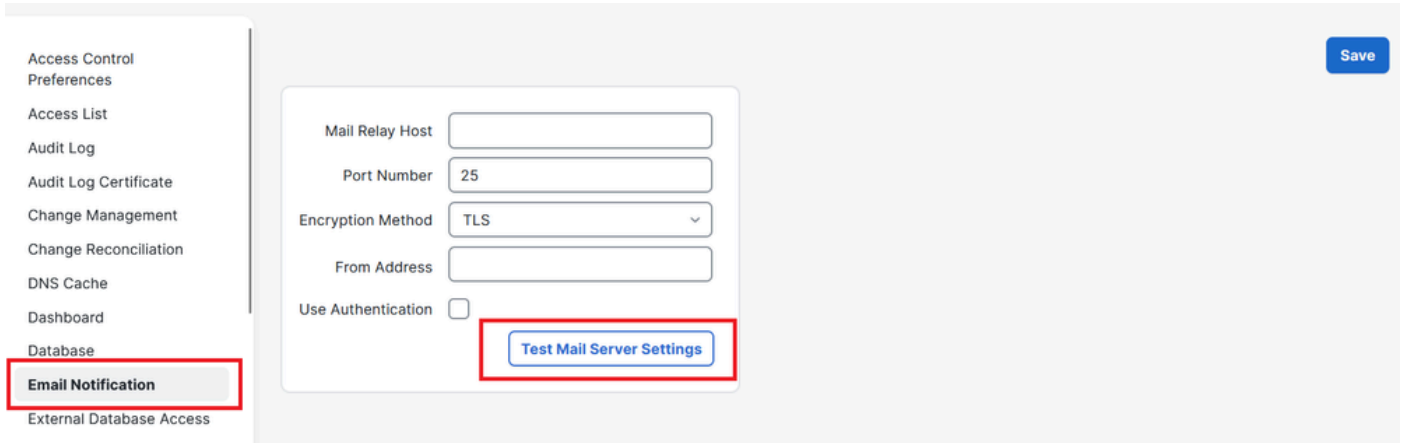 Access Control
Preferences
Access List
Audit Log
Audit Log Certificate
Change Management
Change Reconciliation
DNS Cache
Dashboard
Database
Email Notification
External Database Access
Save
Mail Relay Host
Port Number 25
Encryption Method TLS
From Address
Use Authentication
Test Mail Server Settings